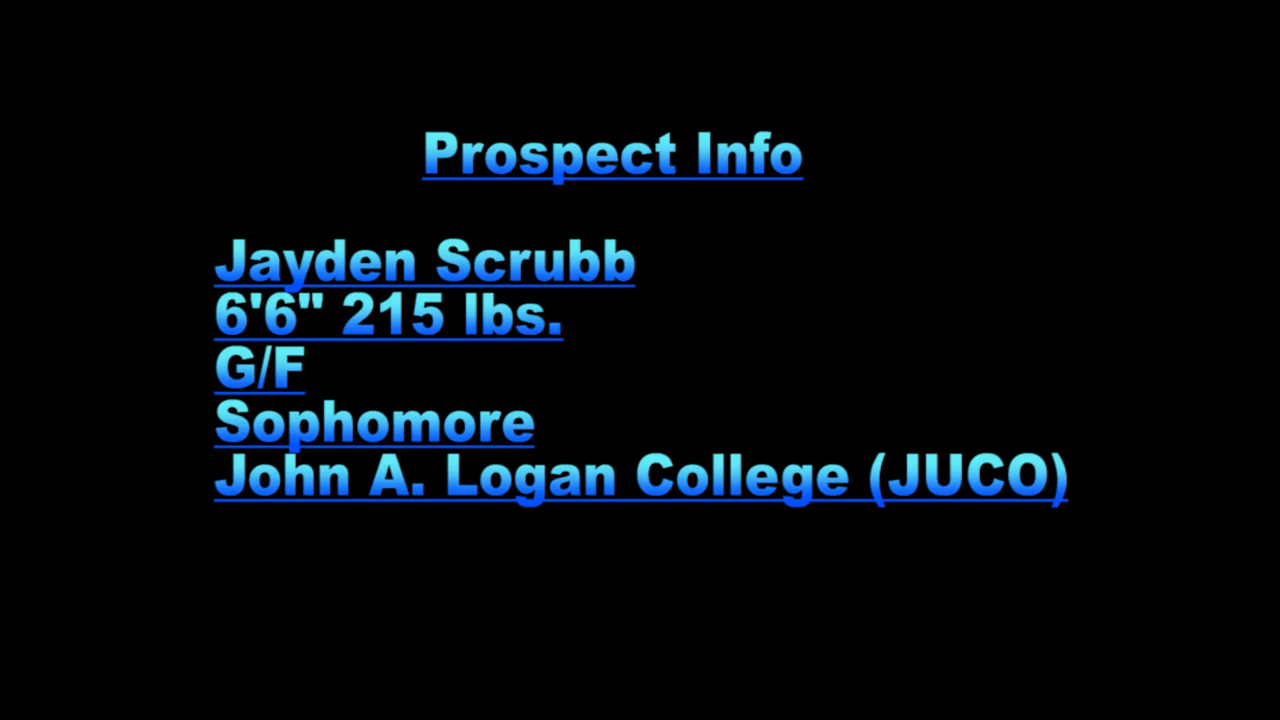 Prospect Info
Jayden Scrubb
6'6" 215 lbs.
G/F
Sophomore
John A. Logan College (JUCO)